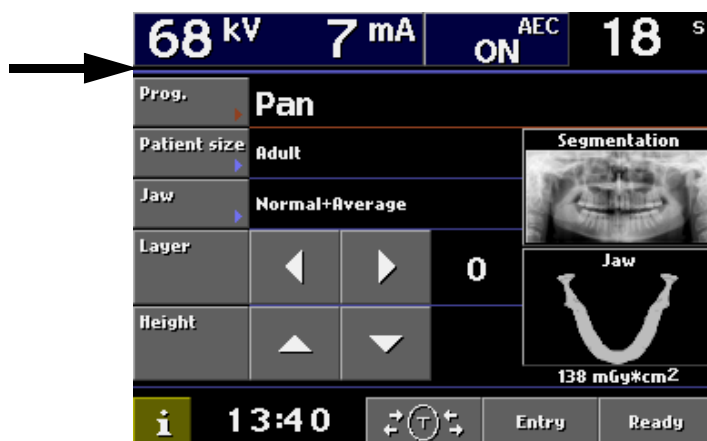 68 kV 7 mA AEC ON 18 s
Prog. Pan
Patient size Adult
Segmentation
Jaw Normal+Average
Layer 0
Jaw
Height
138 mGy*cm2
i 13:40 T Entry Ready